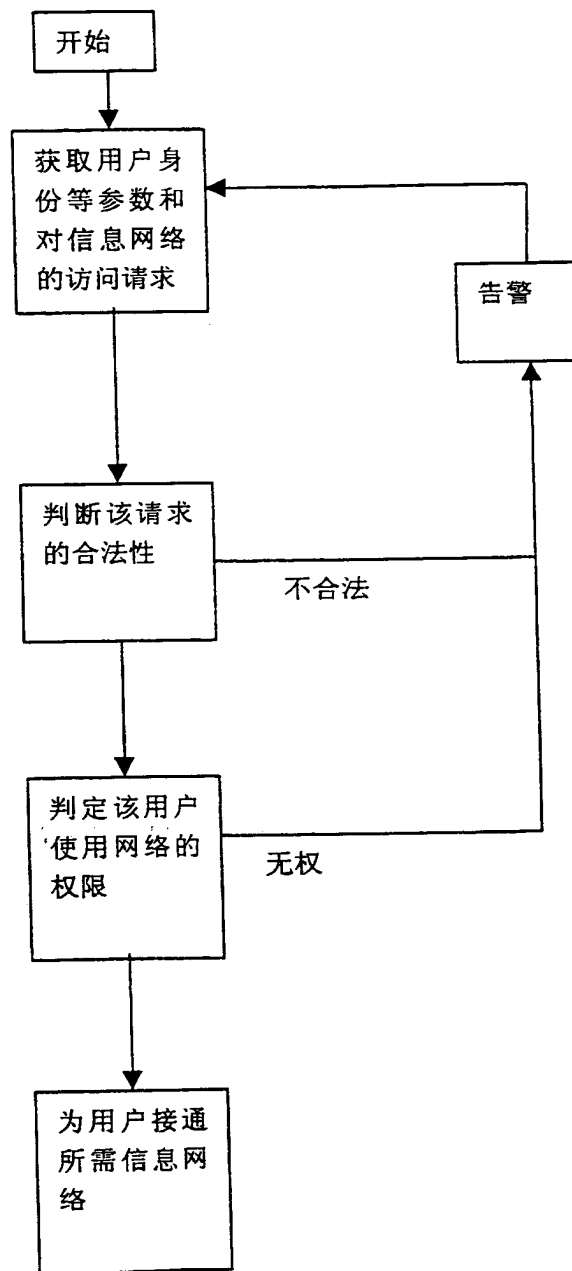 开始
获取用户身
份等参数和
对信息网络
的访问请求
告警
判断该请求
的合法性
不合法
判定该用户
使用网络的
权限
无权
为用户接通
所需信息网
络